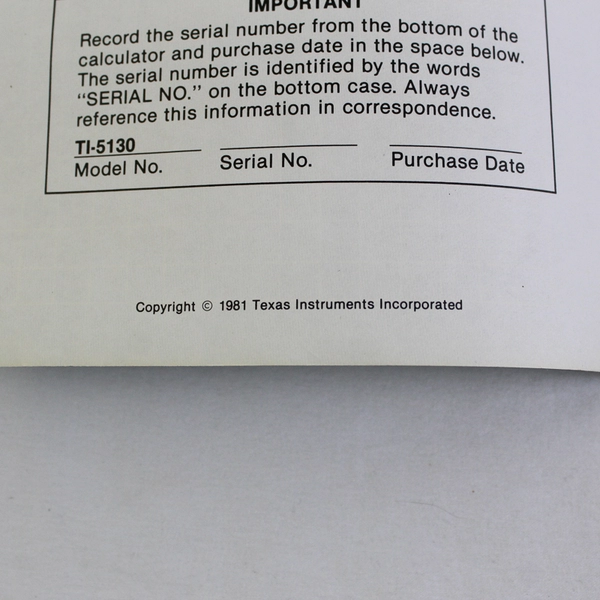 IMPORTANT
Record the serial number from the bottom of the
calculator and purchase date in the space below.
The serial number is identified by the words
“SERIAL NO.” on the bottom case. Always
reference this information in correspondence.
TI-5130
Model No. Serial No. Purchase Date
Copyright © 1981 Texas Instruments Incorporated